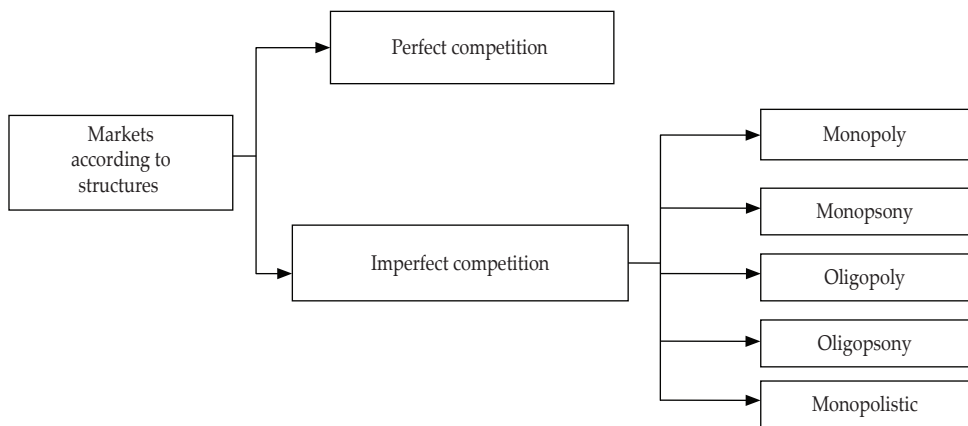 Perfect competition
Markets
according to
structures
Monopoly
Monopsony
Imperfect competition
Oligopoly
Oligopsony
Monopolistic